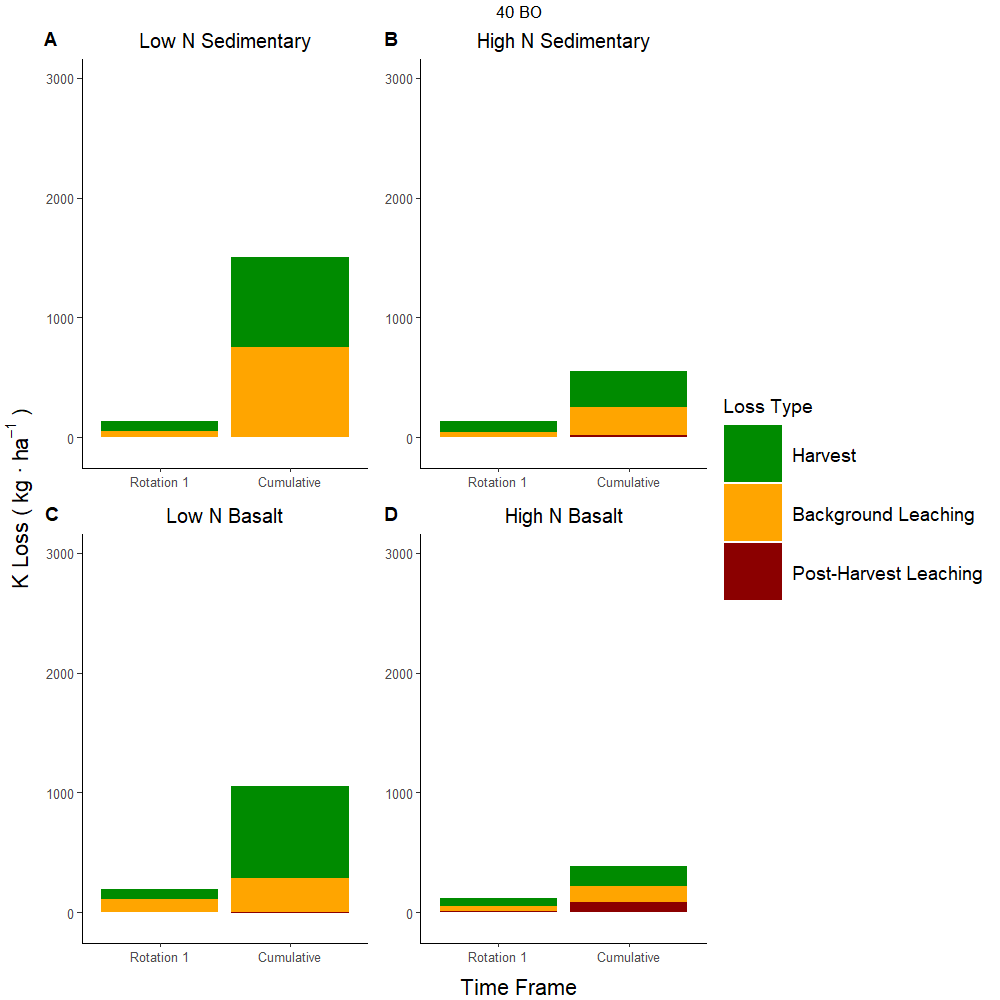 40 BO
A Low N Sedimentary
B High N Sedimentary
3000
2000
1000
0
Rotation 1 Cumulative
3000
2000
1000
0
Rotation 1 Cumulative
C Low N Basalt
D High N Basalt
3000
2000
1000
0
Rotation 1 Cumulative
3000
2000
1000
0
Rotation 1 Cumulative
K Loss ( kg · ha⁻¹ )
Time Frame
Loss Type
Harvest
Background Leaching
Post-Harvest Leaching